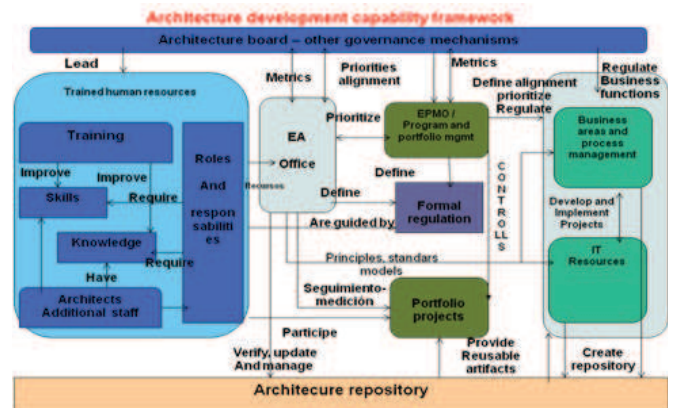 Architecture development capability framework
Architecture board – other governance mechanisms
Lead
Metrics
Priorities
alignment
Metrics
Define alignment
prioritize
Regulate
Regulate
Business
functions
Trained human resources
Training
Improve
Improve
Skills
Require
Knowledge
Require
Have
Architects
Additional staff
Roles
And
respon
sabiliti
es
Recursos
EA
Office
Prioritize
EPMO /
Program and
portfolio mgmt
Define
Define
Formal
regulation
Are guided by
CONTROLLS
Business
areas and
process
management
Develop and
Implement
Projects
IT
Resources
Principles, standars
models
Seguimiento-
medición
Portfolio
projects
Participe
Verify, update
And manage
Provide
Reusable
artifacts
Create
repository
Architecure repository